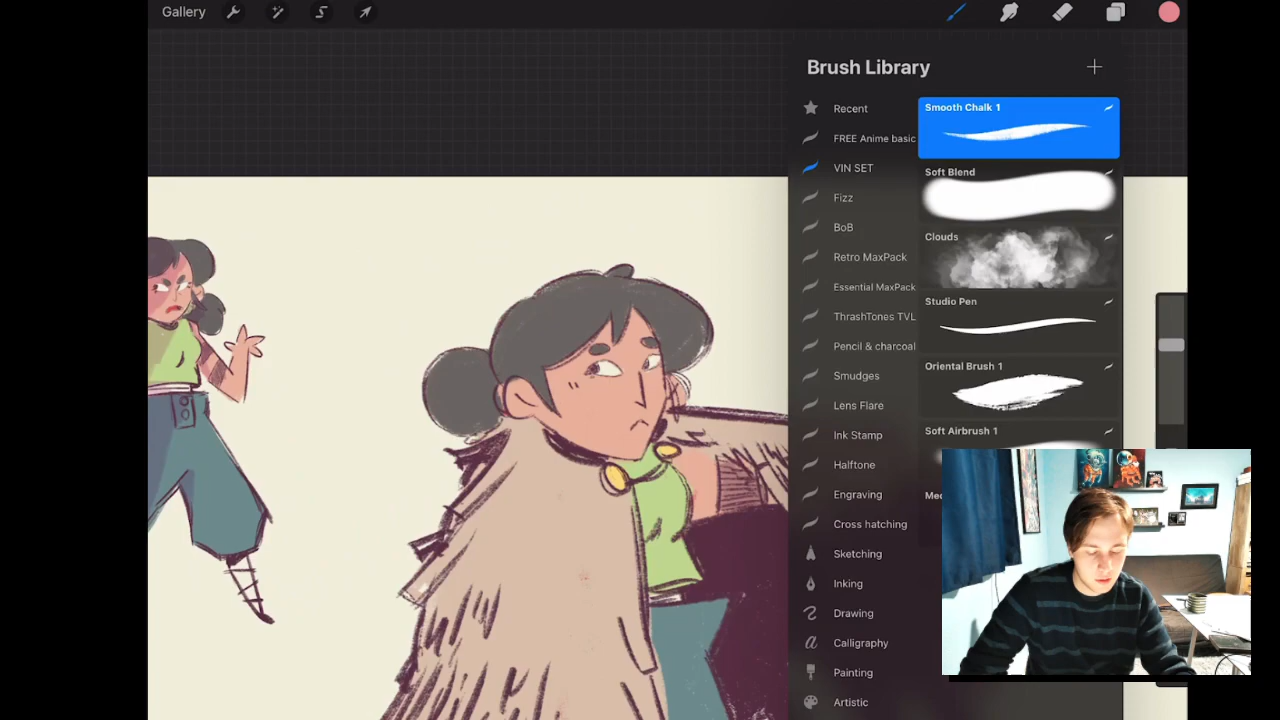 Gallery
Brush Library
Recent
FREE Anime basic
VIN SET
Fizz
BoB
Retro MaxPack
Essential MaxPack
ThrashTones TVL
Pencil & charcoal
Smudges
Lens Flare
Ink Stamp
Halftone
Engraving
Cross hatching
Sketching
Inking
Drawing
Calligraphy
Painting
Artistic
Smooth Chalk 1
Soft Blend
Clouds
Studio Pen
Oriental Brush 1
Soft Airbrush 1